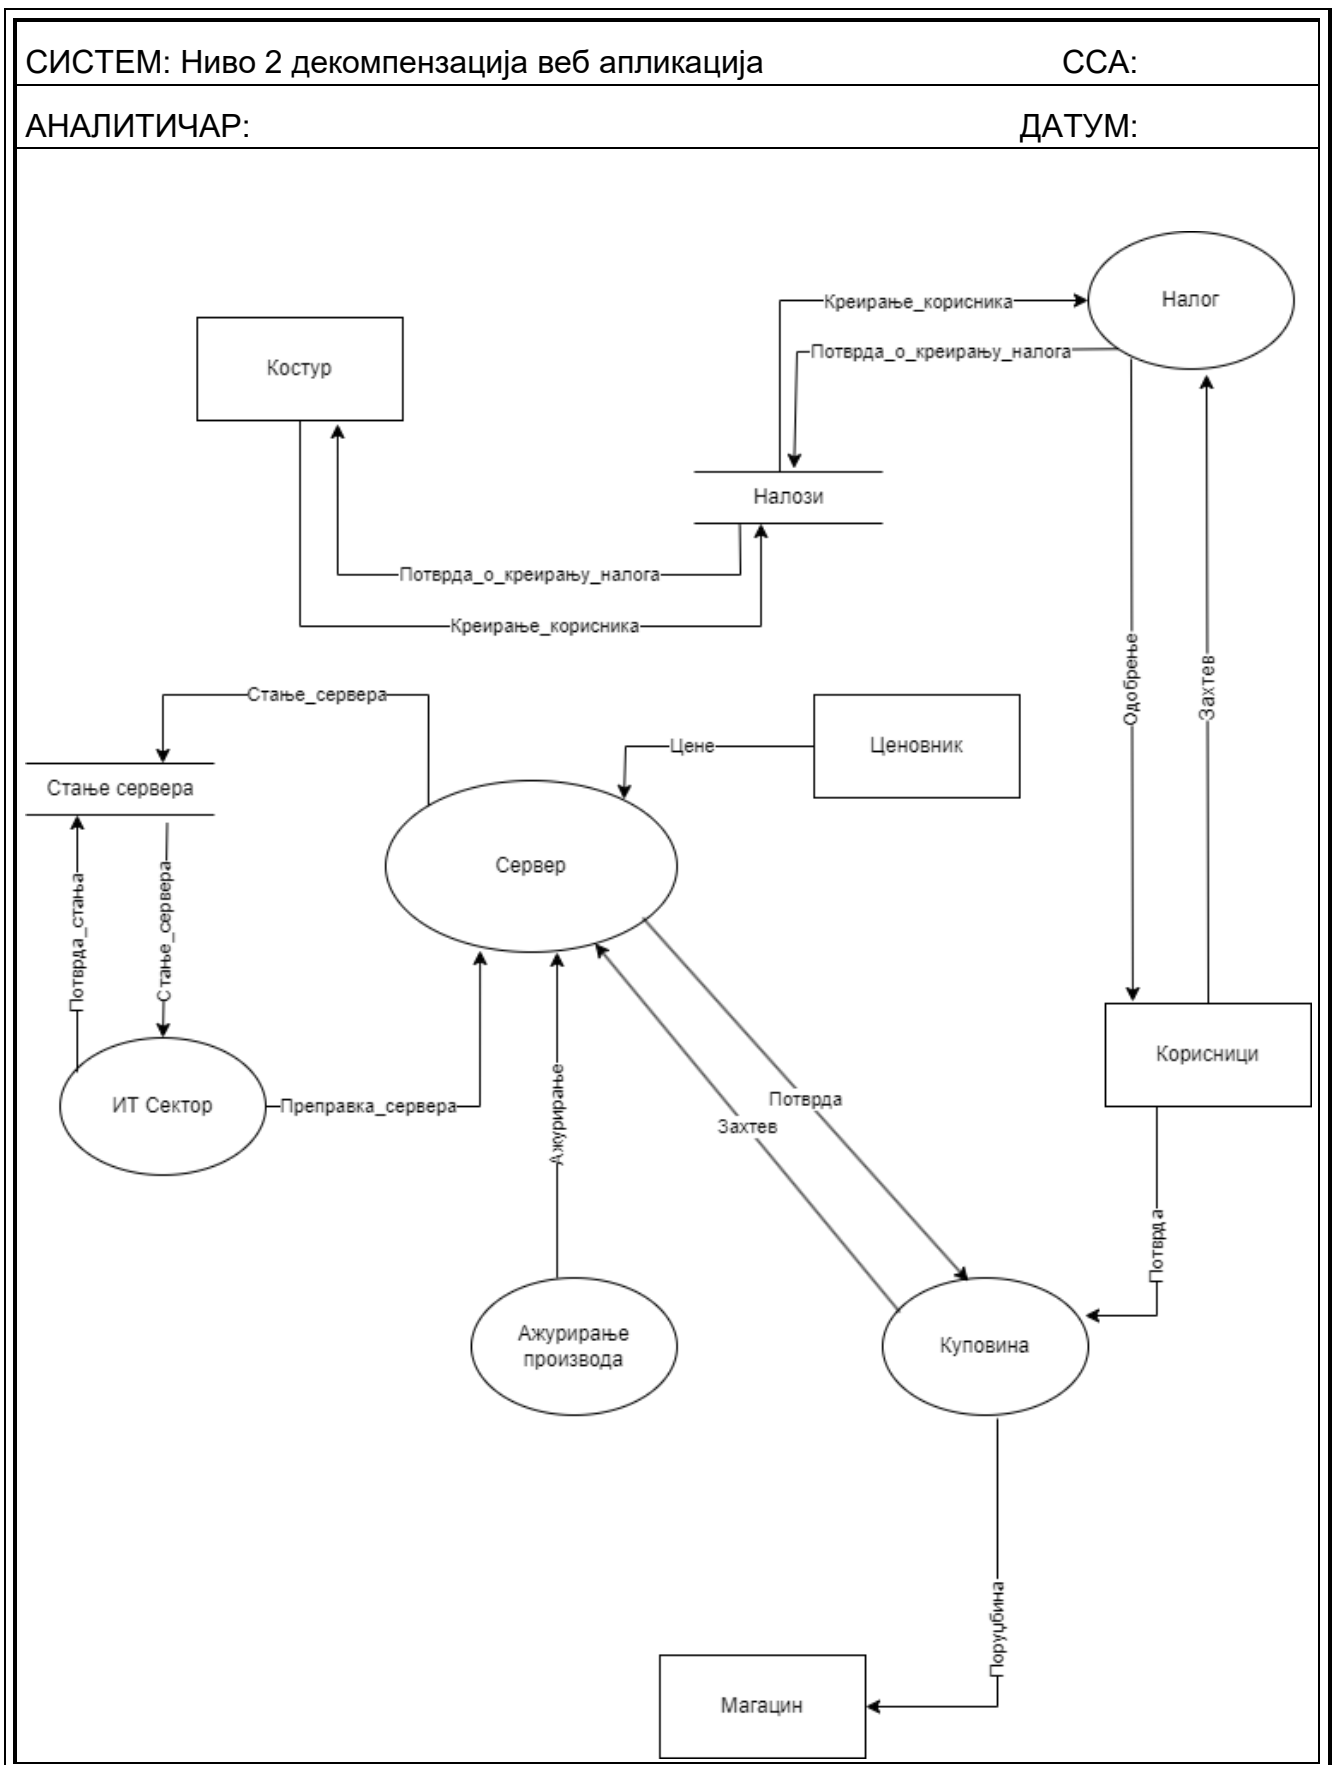 СИСТЕМ: Ниво 2 декомпензација веб апликација
ССА:
АНАЛИТИЧАР:
ДАТУМ:
Налог
Креирање_корисника
Потврда_о_креирању_налога
Костур
Налози
Потврда_о_креирању_налога
Креирање_корисника
Одобрење
Захтев
Стање_сервера
Цене
Ценовник
Стање сервера
Сервер
Потврда_стања
Стање_сервера
Корисници
ИТ Сектор
Преправка_сервера
Ажурирање
Потврда
Захтев
Потврда
Ажурирање
производа
Куповина
Поруџбина
Магацин